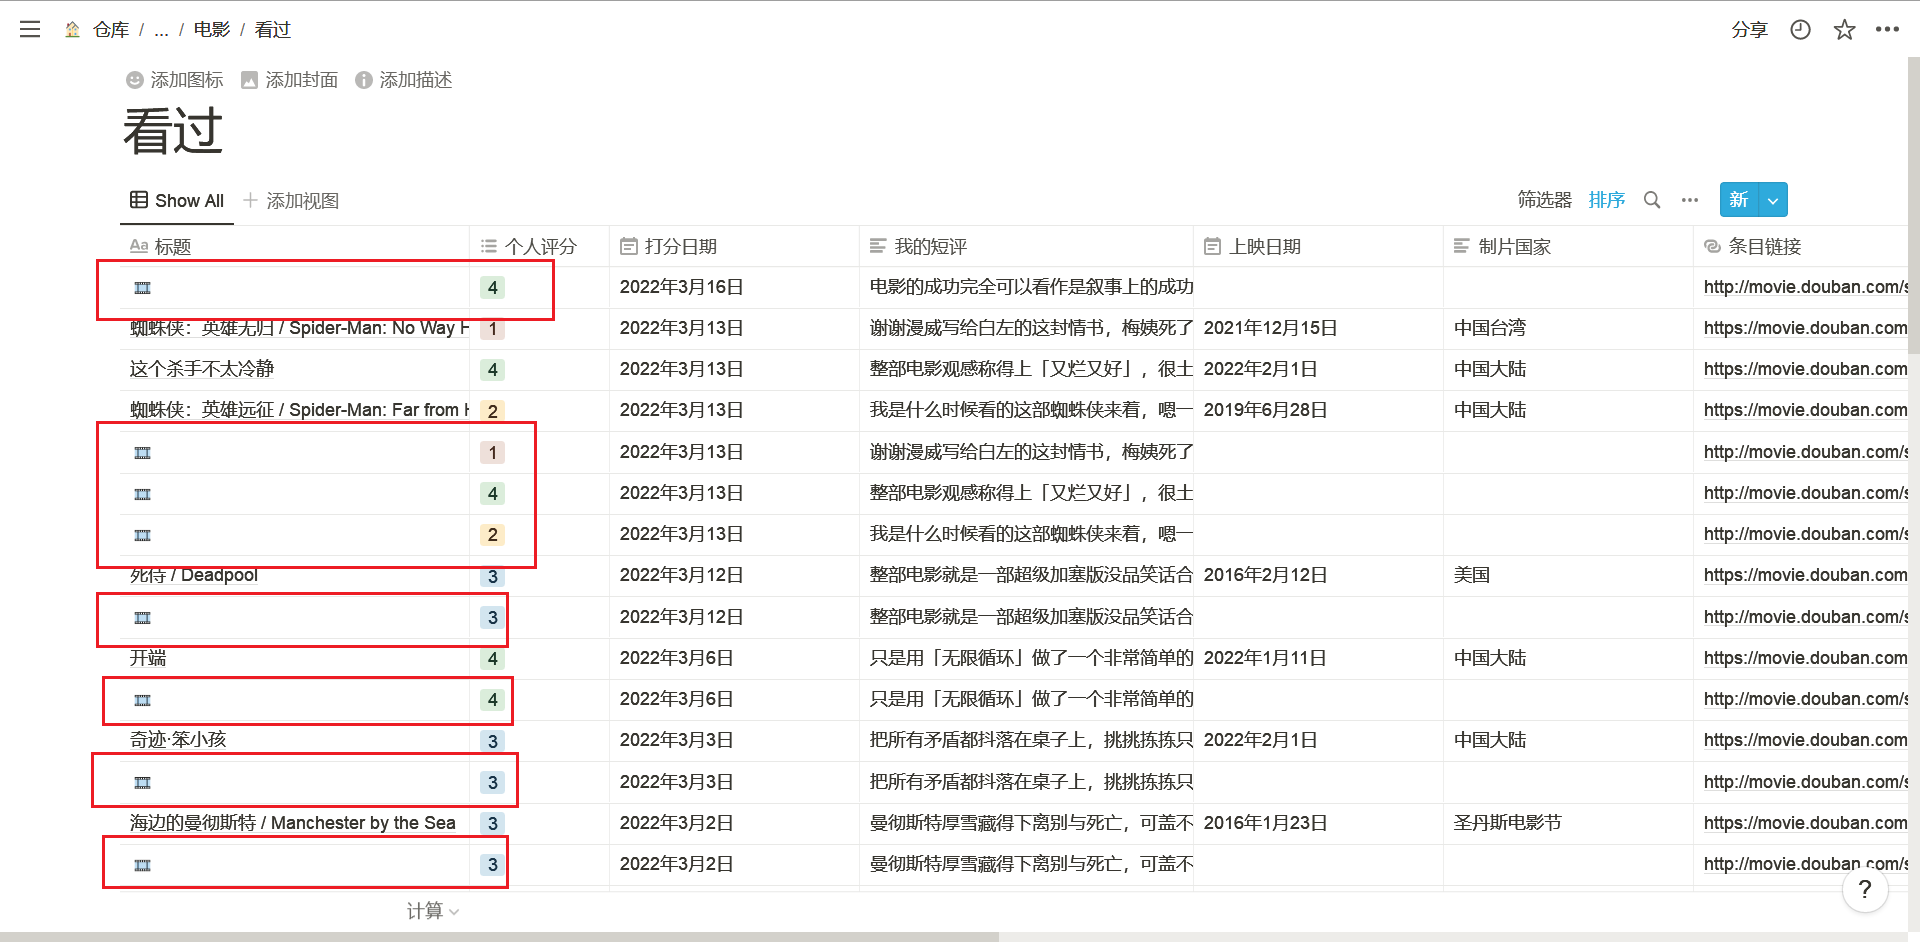 仓库 / ... / 电影 / 看过
分享
添加图标 添加封面 添加描述
看过
Show All 添加视图
筛选器 排序 新
Aa 标题 个人评分 打分日期 我的短评 上映日期 制片国家 条目链接
4 2022年3月16日 电影的成功完全可以看作是叙事上的成功 http://movie.douban.com/s
蜘蛛侠：英雄无归 / Spider-Man: No Way H 1 2022年3月13日 谢谢漫威写给白左的这封情书，梅姨死了 2021年12月15日 中国台湾 https://movie.douban.com
这个杀手不太冷静 4 2022年3月13日 整部电影观感称得上「又烂又好」，很土 2022年2月1日 中国大陆 https://movie.douban.com
蜘蛛侠：英雄远征 / Spider-Man: Far from H 2 2022年3月13日 我是什么时候看的这部蜘蛛侠来着，嗯一 2019年6月28日 中国大陆 https://movie.douban.com
1 2022年3月13日 谢谢漫威写给白左的这封情书，梅姨死了 http://movie.douban.com/s
4 2022年3月13日 整部电影观感称得上「又烂又好」，很土 http://movie.douban.com/s
2 2022年3月13日 我是什么时候看的这部蜘蛛侠来着，嗯一 http://movie.douban.com/s
死侍 / Deadpool 3 2022年3月12日 整部电影就是一部超级加塞版没品笑话合 2016年2月12日 美国 https://movie.douban.com
3 2022年3月12日 整部电影就是一部超级加塞版没品笑话合 http://movie.douban.com/s
开端 4 2022年3月6日 只是用「无限循环」做了一个非常简单的 2022年1月11日 中国大陆 https://movie.douban.com
4 2022年3月6日 只是用「无限循环」做了一个非常简单的 http://movie.douban.com/s
奇迹·笨小孩 3 2022年3月3日 把所有矛盾都抖落在桌子上，挑挑拣拣只 2022年2月1日 中国大陆 https://movie.douban.com
3 2022年3月3日 把所有矛盾都抖落在桌子上，挑挑拣拣只 http://movie.douban.com/s
海边的曼彻斯特 / Manchester by the Sea 3 2022年3月2日 曼彻斯特厚雪藏得下离别与死亡，可盖不 2016年1月23日 圣丹斯电影节 https://movie.douban.com
3 2022年3月2日 曼彻斯特厚雪藏得下离别与死亡，可盖不 http://movie.douban.com/s
?
计算